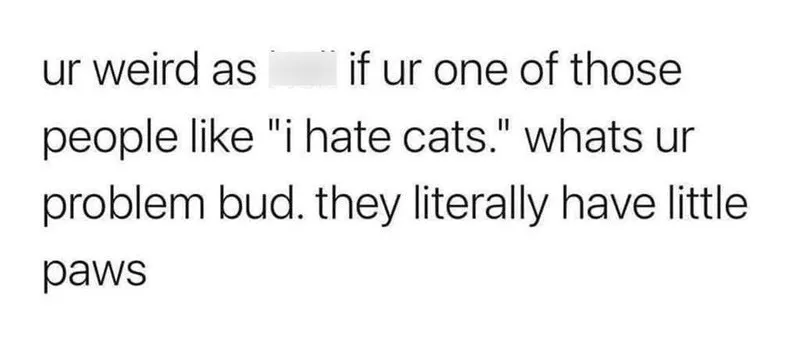 ur weird as if ur one of those
people like "i hate cats." whats ur
problem bud. they literally have little
paws